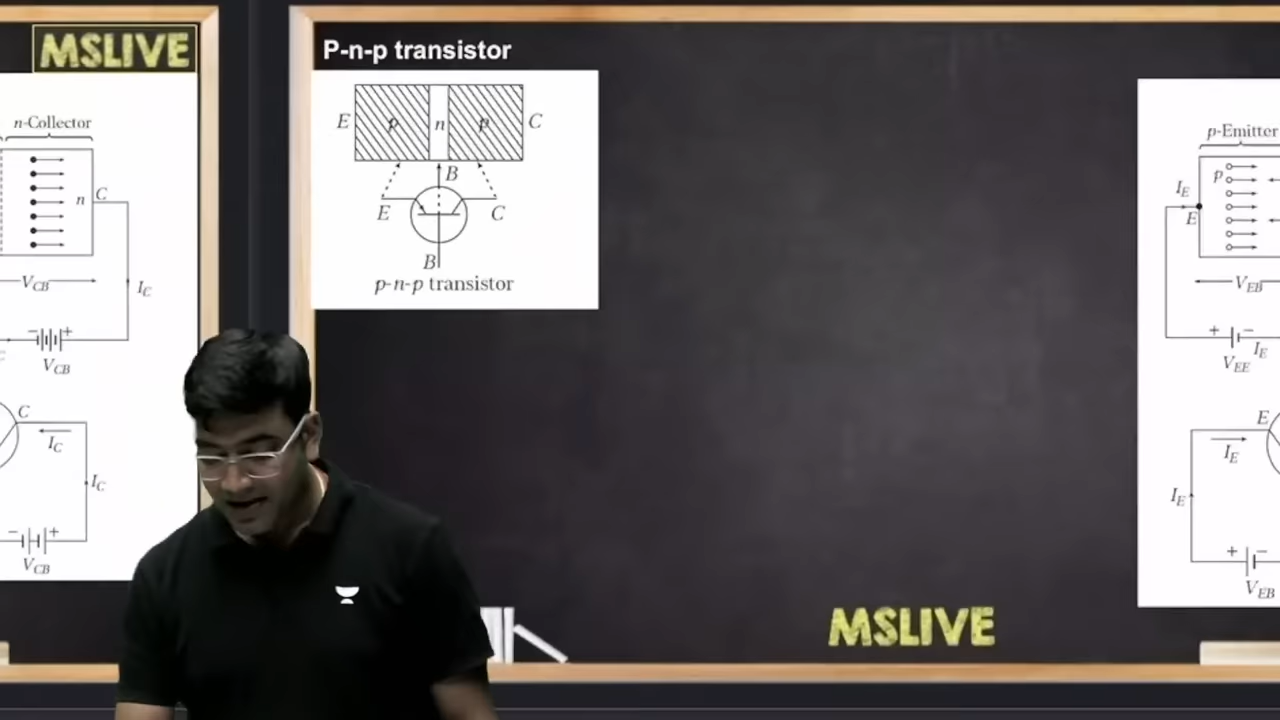 MSLIVE
n-Collector
n
C
V_CB
I_C
− +
V_CB
C
I_C
I_C
− +
V_CB
P-n-p transistor
E p n p C
B
E C
B
p-n-p transistor
MSLIVE
p-Emitter
p
I_E
E
V_EB
+ −
I_E
V_EE
E
I_E
I_E
+ −
V_EB